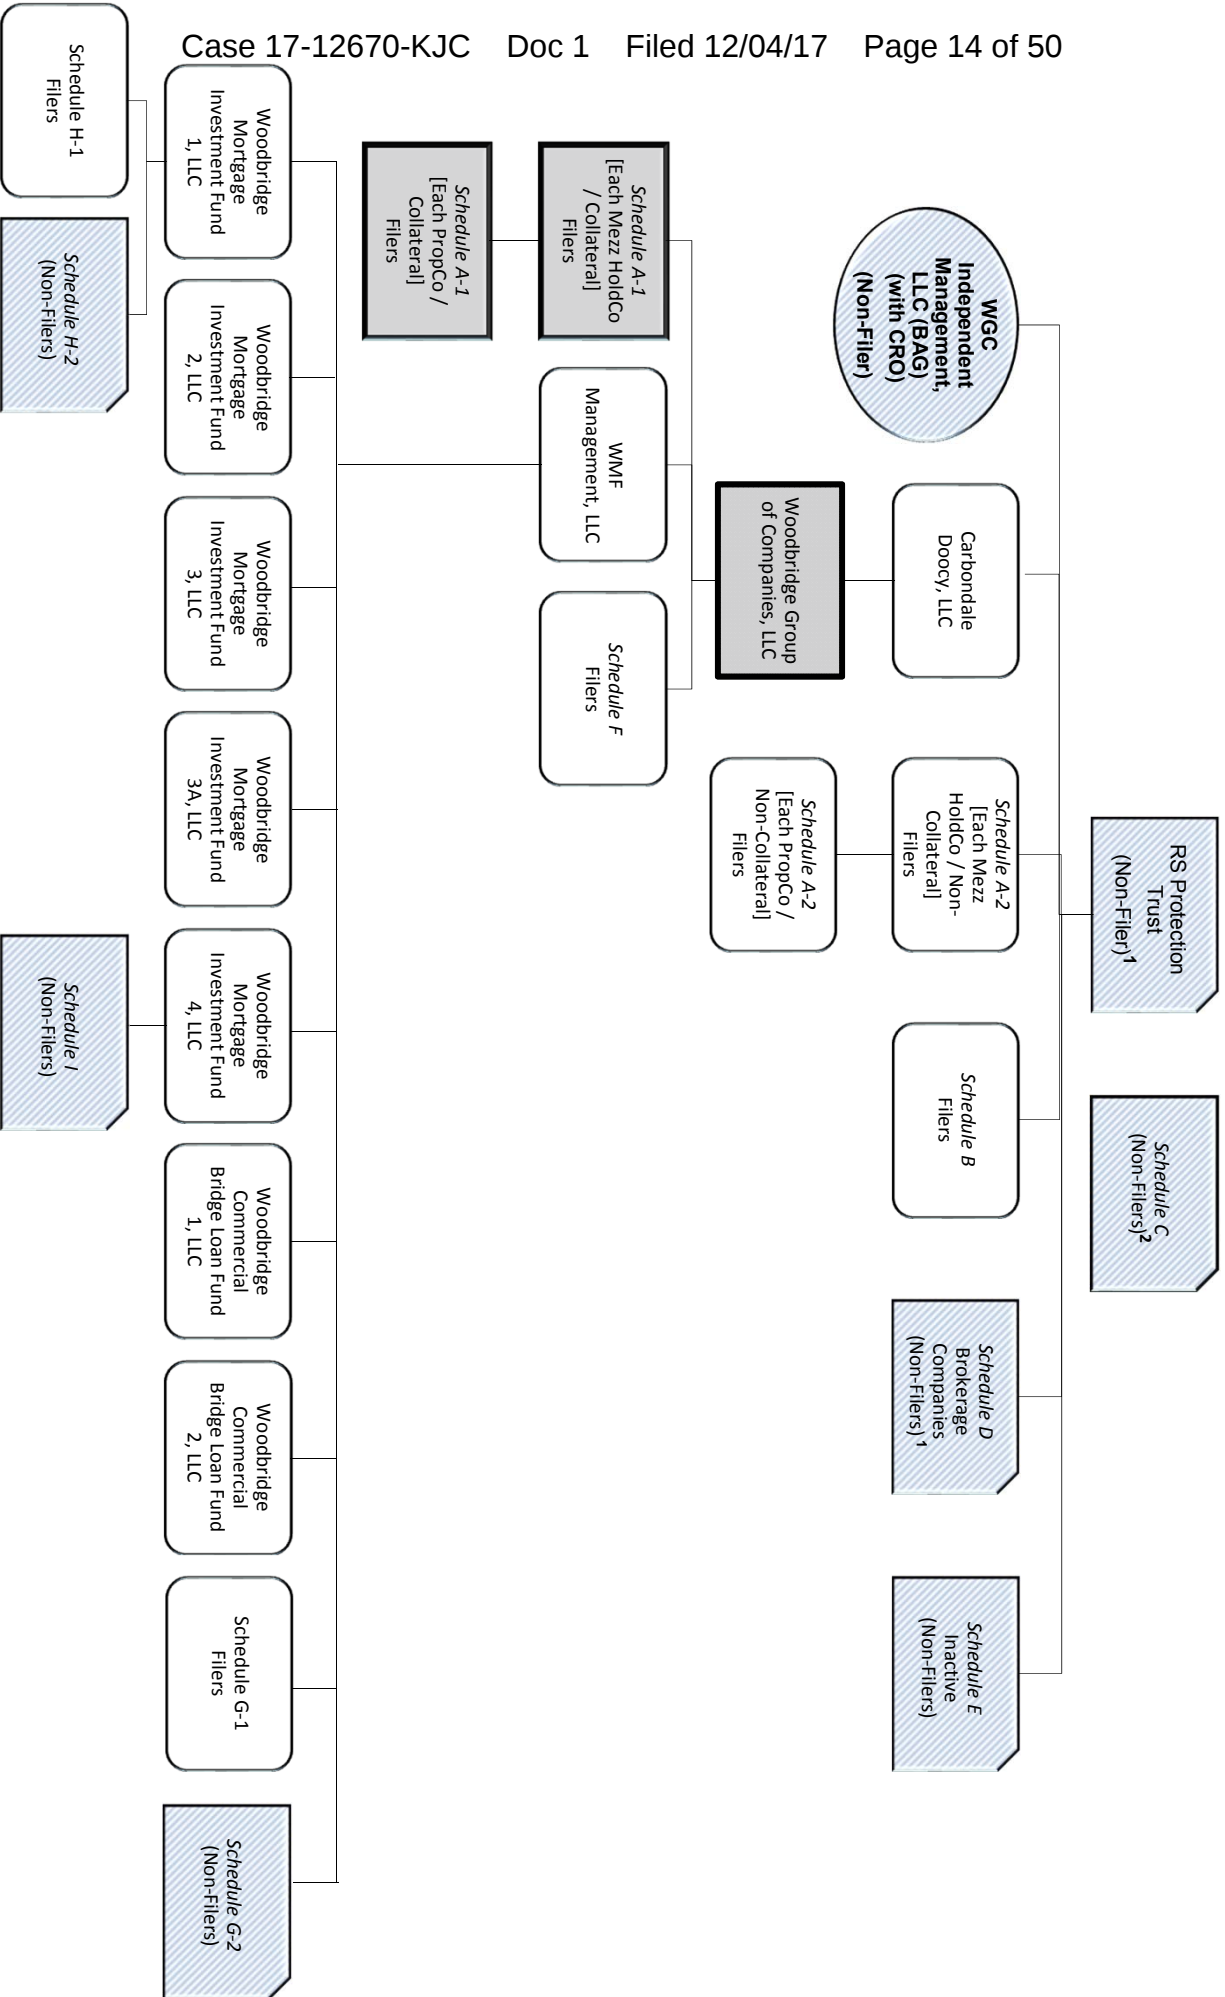 Case 17-12670-KJC Doc 1 Filed 12/04/17 Page 14 of 50
RS Protection
Trust
(Non-Filer)¹
Schedule C
(Non-Filers)²
WGC
Independent
Management,
LLC (BAG)
(with CRO)
(Non-Filer)
Carbondale
Doocy, LLC
Schedule A-2
[Each Mezz
HoldCo / Non-
Collateral]
Filers
Schedule B
Filers
Schedule D
Brokerage
Companies
(Non-Filers) ¹
Schedule E
Inactive
(Non-Filers)
Woodbridge Group
of Companies, LLC
Schedule A-2
[Each PropCo /
Non-Collateral]
Filers
Schedule A-1
[Each Mezz HoldCo
/ Collateral]
Filers
WMF
Management, LLC
Schedule F
Filers
Schedule A-1
[Each PropCo /
Collateral]
Filers
Woodbridge
Mortgage
Investment Fund
1, LLC
Woodbridge
Mortgage
Investment Fund
2, LLC
Woodbridge
Mortgage
Investment Fund
3, LLC
Woodbridge
Mortgage
Investment Fund
3A, LLC
Woodbridge
Mortgage
Investment Fund
4, LLC
Woodbridge
Commercial
Bridge Loan Fund
1, LLC
Woodbridge
Commercial
Bridge Loan Fund
2, LLC
Schedule G-1
Filers
Schedule G-2
(Non-Filers)
Schedule H-1
Filers
Schedule H-2
(Non-Filers)
Schedule I
(Non-Filers)